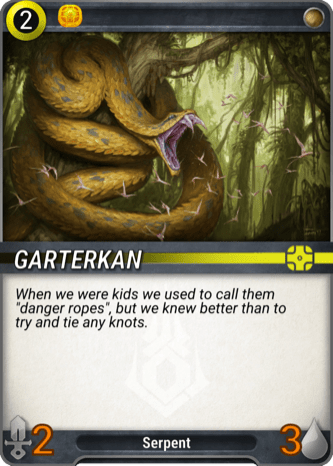 2
GARTERKAN
When we were kids we used to call them
"danger ropes", but we knew better than to
try and tie any knots.
2
Serpent
3